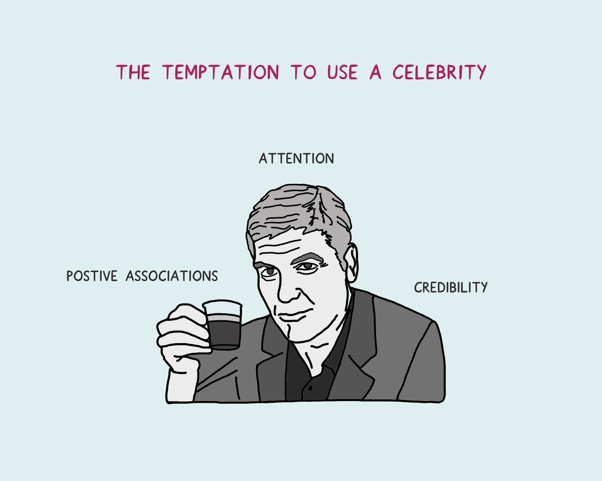 THE TEMPTATION TO USE A CELEBRITY
ATTENTION
POSTIVE ASSOCIATIONS
CREDIBILITY